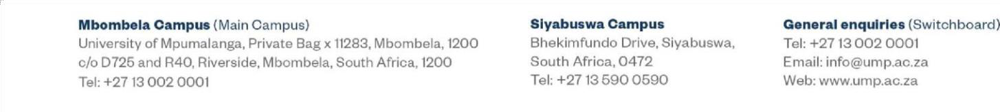 Mbombela Campus (Main Campus)
University of Mpumalanga, Private Bag x 11283, Mbombela, 1200
c/o D725 and R40, Riverside, Mbombela, South Africa, 1200
Tel: +27 13 002 0001
Siyabuswa Campus
Bhekimfundo Drive, Siyabuswa,
South Africa, 0472
Tel: +27 13 590 0590
General enquiries (Switchboard)
Tel: +27 13 002 0001
Email: info@ump.ac.za
Web: www.ump.ac.za